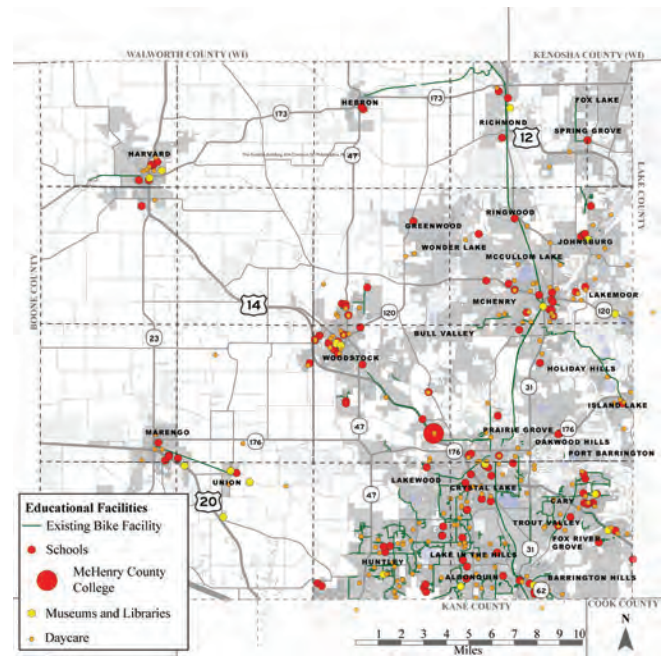 WALWORTH COUNTY (WI)
KENOSHA COUNTY (WI)
HEBRON
173
173
FOX LAKE
RICHMOND
12
SPRING GROVE
HARVARD
47
LAKE COUNTY
GREENWOOD
RINGWOOD
WONDER LAKE
JOHNSBURG
MCCULLOM LAKE
BOONE COUNTY
14
MCHENRY
LAKEMOOR
120
120
BULL VALLEY
23
WOODSTOCK
HOLIDAY HILLS
31
ISLAND LAKE
MARENGO
176
47
PRAIRIE GROVE
176
OAKWOOD HILLS
176
PORT BARRINGTON
UNION
LAKEWOOD
CRYSTAL LAKE
47
CARY
20
TROUT VALLEY
FOX RIVER
GROVE
31
LAKE IN THE HILLS
HUNTLEY
ALGONQUIN
BARRINGTON HILLS
62
KANE COUNTY
COOK COUNTY
Educational Facilities
Existing Bike Facility
Schools
McHenry County
College
Museums and Libraries
Daycare
1 2 3 4 5 6 7 8 9 10
Miles
N